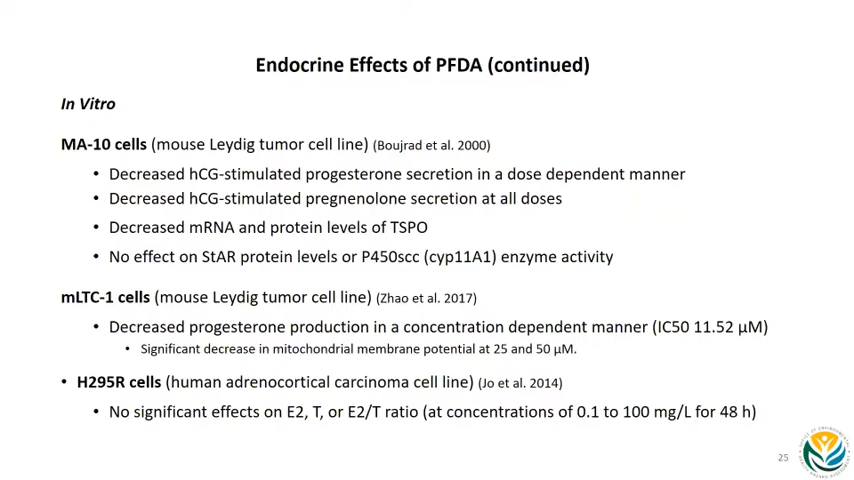 Endocrine Effects of PFDA (continued)
In Vitro
MA-10 cells (mouse Leydig tumor cell line) (Boujrad et al. 2000)
• Decreased hCG-stimulated progesterone secretion in a dose dependent manner
• Decreased hCG-stimulated pregnenolone secretion at all doses
• Decreased mRNA and protein levels of TSPO
• No effect on StAR protein levels or P450scc (cyp11A1) enzyme activity
mLTC-1 cells (mouse Leydig tumor cell line) (Zhao et al. 2017)
• Decreased progesterone production in a concentration dependent manner (IC50 11.52 µM)
• Significant decrease in mitochondrial membrane potential at 25 and 50 µM.
• H295R cells (human adrenocortical carcinoma cell line) (Jo et al. 2014)
• No significant effects on E2, T, or E2/T ratio (at concentrations of 0.1 to 100 mg/L for 48 h)
25